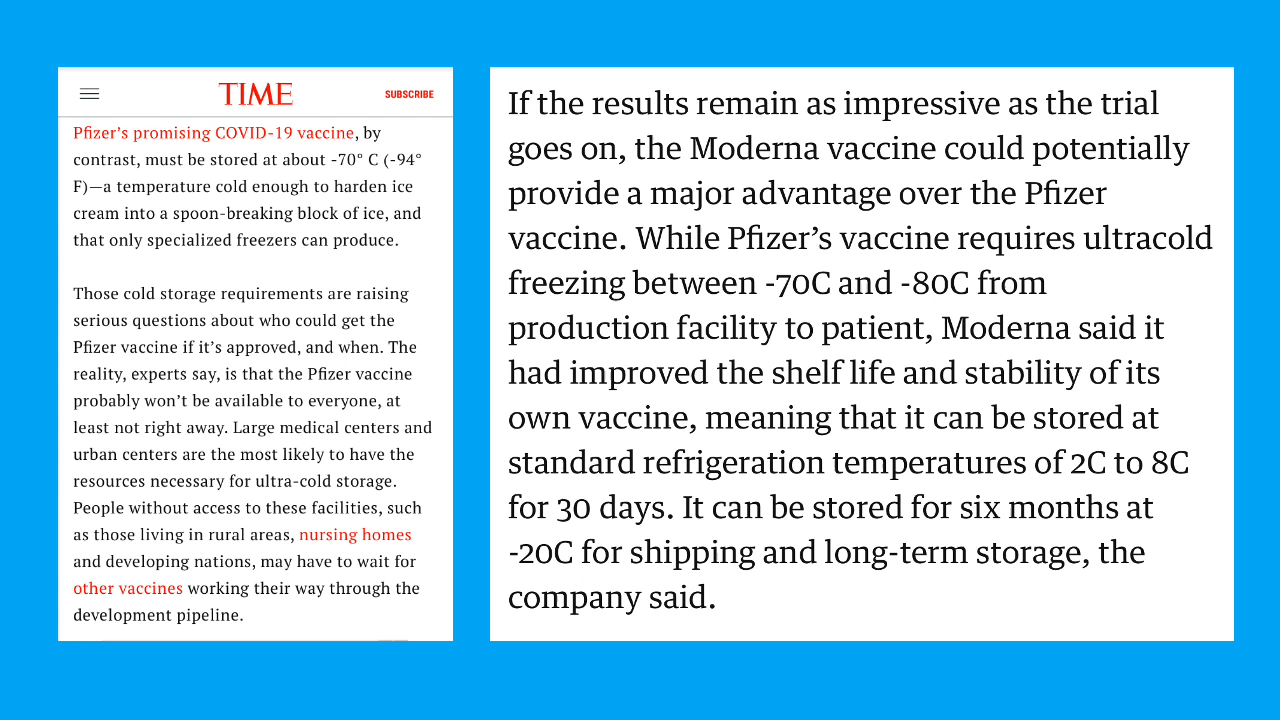 TIME
SUBSCRIBE
Pfizer’s promising COVID-19 vaccine, by
contrast, must be stored at about -70° C (-94°
F)—a temperature cold enough to harden ice
cream into a spoon-breaking block of ice, and
that only specialized freezers can produce.
Those cold storage requirements are raising
serious questions about who could get the
Pfizer vaccine if it’s approved, and when. The
reality, experts say, is that the Pfizer vaccine
probably won’t be available to everyone, at
least not right away. Large medical centers and
urban centers are the most likely to have the
resources necessary for ultra-cold storage.
People without access to these facilities, such
as those living in rural areas, nursing homes
and developing nations, may have to wait for
other vaccines working their way through the
development pipeline.
If the results remain as impressive as the trial
goes on, the Moderna vaccine could potentially
provide a major advantage over the Pfizer
vaccine. While Pfizer’s vaccine requires ultracold
freezing between -70C and -80C from
production facility to patient, Moderna said it
had improved the shelf life and stability of its
own vaccine, meaning that it can be stored at
standard refrigeration temperatures of 2C to 8C
for 30 days. It can be stored for six months at
-20C for shipping and long-term storage, the
company said.